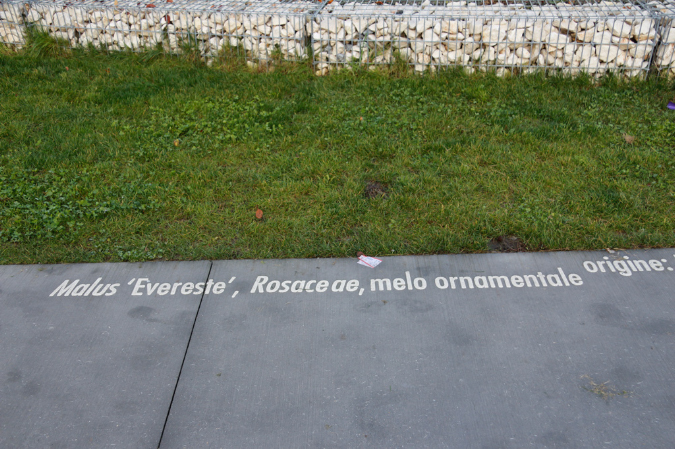 Malus 'Evereste', Rosaceae, melo ornamentale origine: